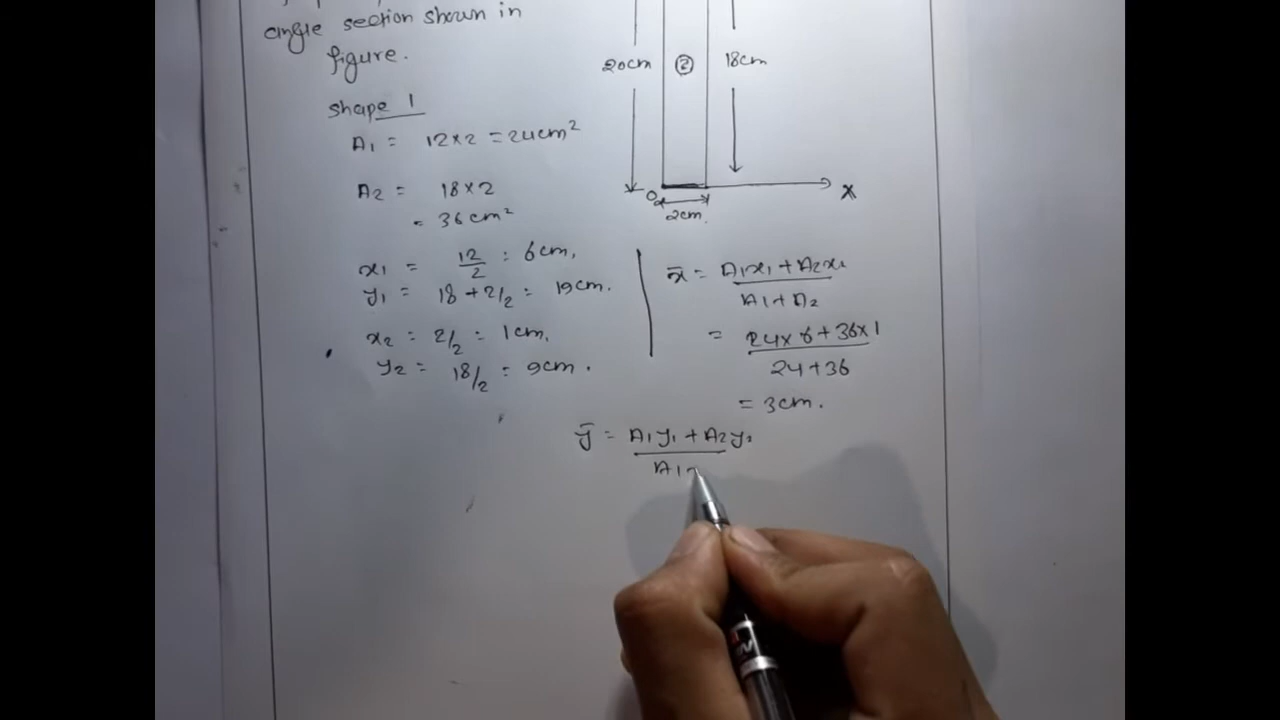 angle section shown in
figure.
20cm
②
18cm
shape 1
A1 = 12×2 = 24cm²
A2 = 18×2
= 36cm²
O
X
2cm.
x1 = 12/2 = 6cm,
y1 = 18 + 2/2 = 19cm.
x2 = 2/2 = 1cm,
y2 = 18/2 = 9cm.
x̄ = A1x1 + A2x2
A1 + A2
= 24×6 + 36×1
24+36
= 3cm.
ȳ = A1y1 + A2y2
A1